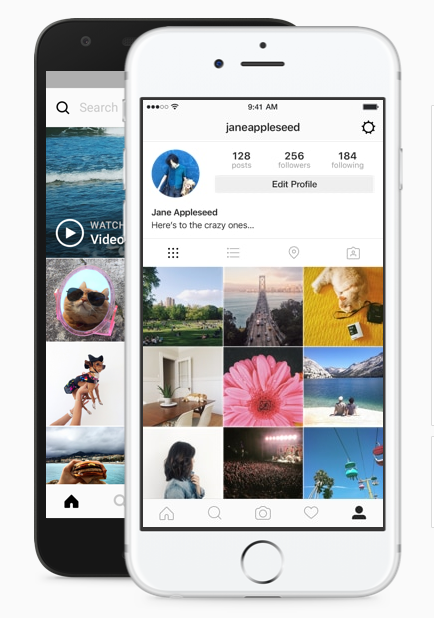 Search
WATCH
Video
9:41 AM
janeappleseed
128
posts
256
followers
184
following
Edit Profile
Jane Appleseed
Here's to the crazy ones...